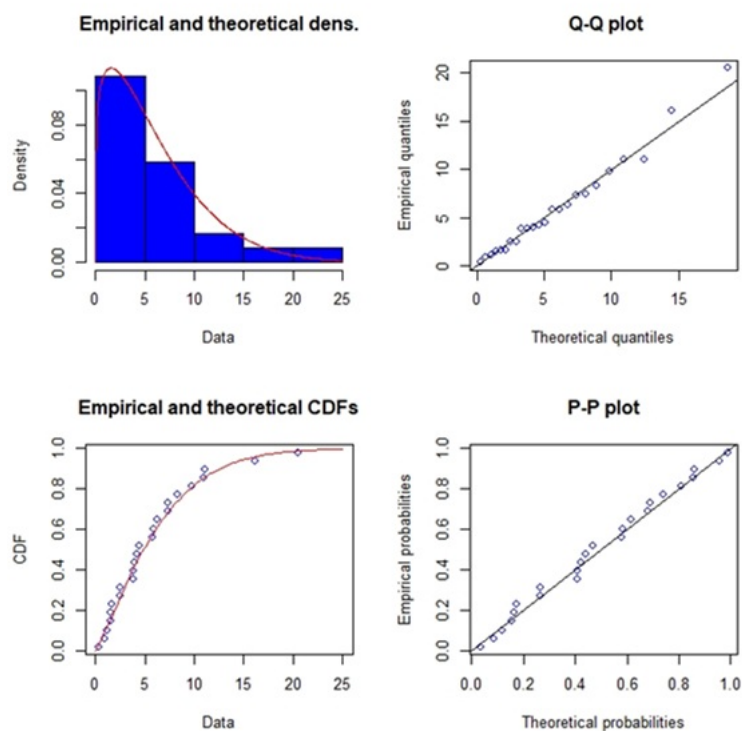 Empirical and theoretical dens.
Density
0.00
0.04
0.08
0 5 10 15 20 25
Data
Q-Q plot
Empirical quantiles
0 5 10 15 20
0 5 10 15
Theoretical quantiles
Empirical and theoretical CDFs
CDF
0.0 0.2 0.4 0.6 0.8 1.0
0 5 10 15 20 25
Data
P-P plot
Empirical probabilities
0.0 0.2 0.4 0.6 0.8 1.0
0.0 0.2 0.4 0.6 0.8 1.0
Theoretical probabilities